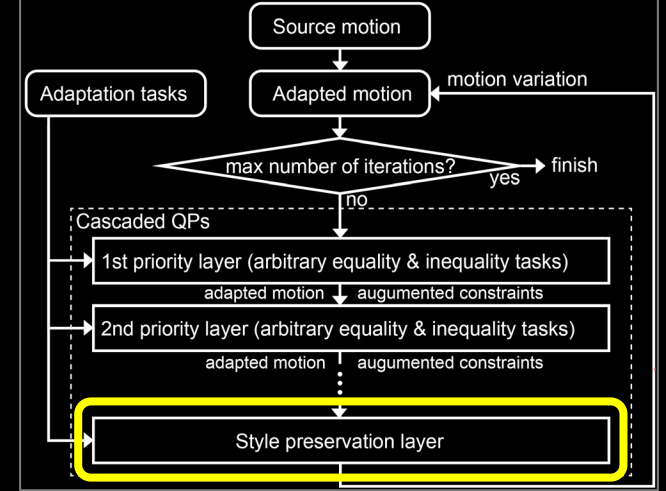 Source motion
Adaptation tasks
Adapted motion
motion variation
max number of iterations?
yes
finish
no
Cascaded QPs
1st priority layer (arbitrary equality & inequality tasks)
adapted motion augumented constraints
2nd priority layer (arbitrary equality & inequality tasks)
adapted motion augumented constraints
Style preservation layer